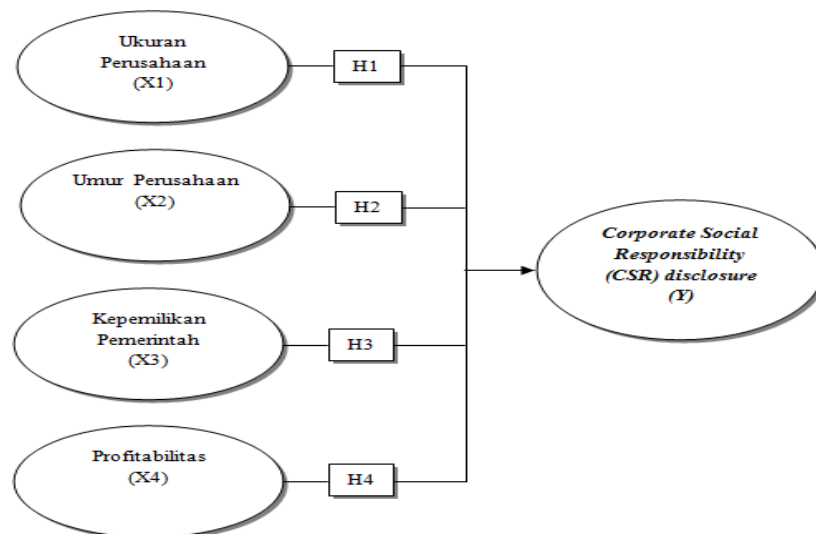 Ukuran
Perusahaan
(X1)
H1
Umur Perusahaan
(X2)
H2
Kepemilikan
Pemerintah
(X3)
H3
Profitabilitas
(X4)
H4
Corporate Social
Responsibility
(CSR) disclosure
(Y)